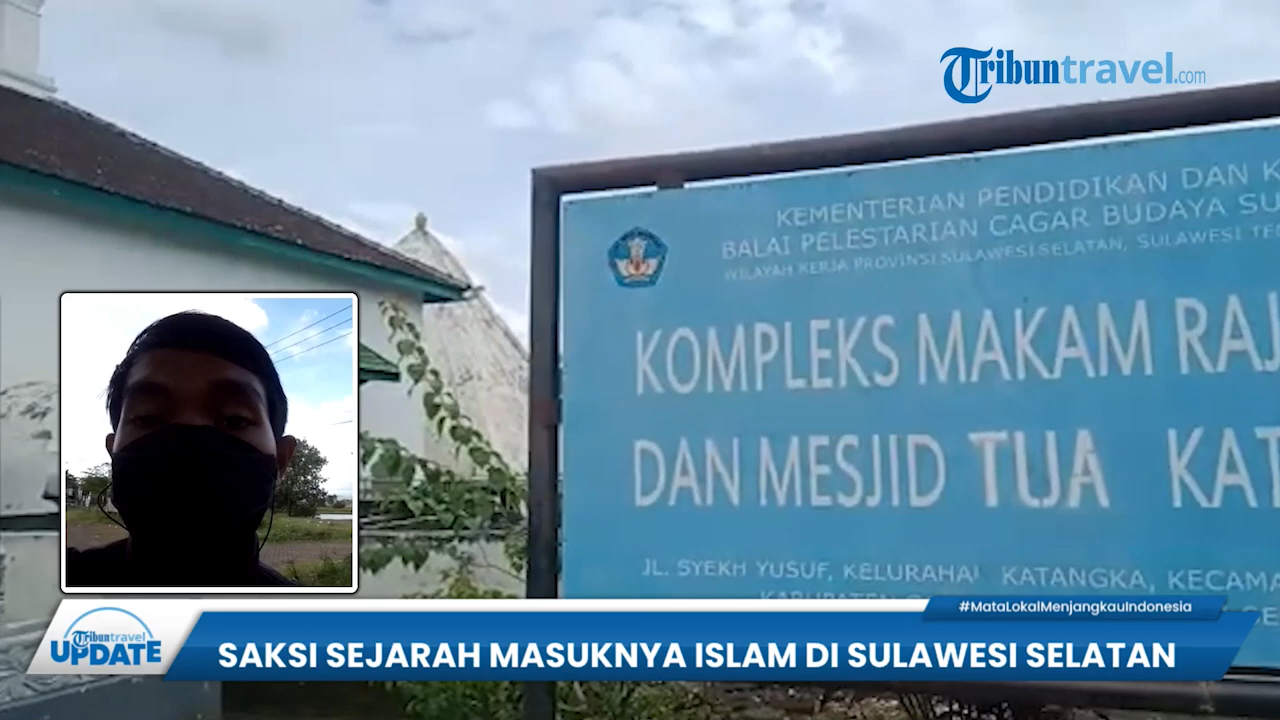 Tribuntravel.com
KEMENTERIAN PENDIDIKAN DAN K
BALAI PELESTARIAN CAGAR BUDAYA SU
WILAYAH KERJA PROVINSI SULAWESI SELATAN, SULAWESI TE
KOMPLEKS MAKAM RAJ
DAN MESJID TUA KAT
JL. SYEKH YUSUF, KELURAHAN KATANGKA, KECAMA
KABUPATEN
#MataLokalMenjangkauIndonesia
Tribuntravel
UPDATE
SAKSI SEJARAH MASUKNYA ISLAM DI SULAWESI SELATAN